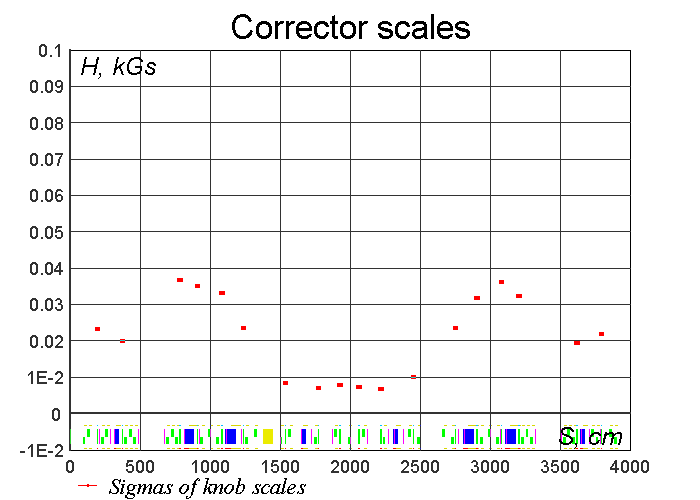 Corrector scales
H, kGs
0.1
0.09
0.08
0.07
0.06
0.05
0.04
0.03
0.02
1E-2
0
-1E-2
S, cm
0 500 1000 1500 2000 2500 3000 3500 4000
Sigmas of knob scales